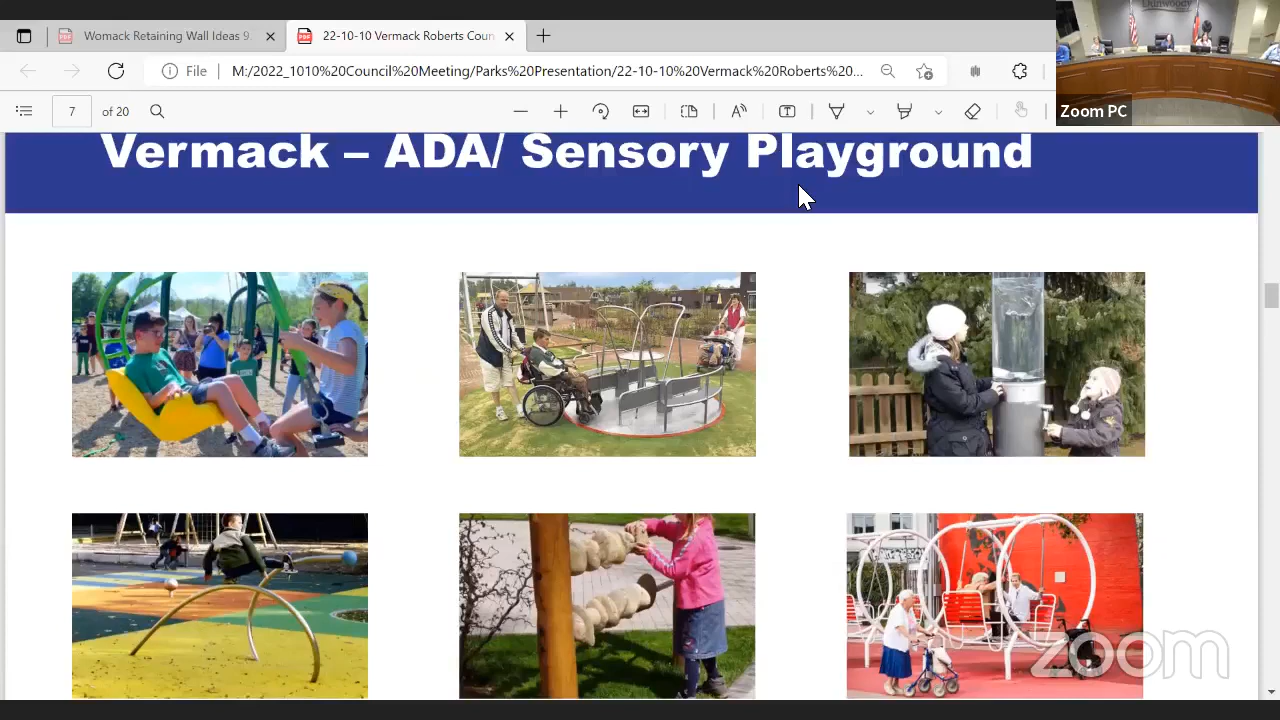 Womack Retaining Wall Ideas 9
22-10-10 Vermack Roberts Coun
File
M:/2022_1010%20Council%20Meeting/Parks%20Presentation/22-10-10%20Vermack%20Roberts%...
7 of 20
Dunwoody
Zoom PC
Vermack – ADA/ Sensory Playground
zoom